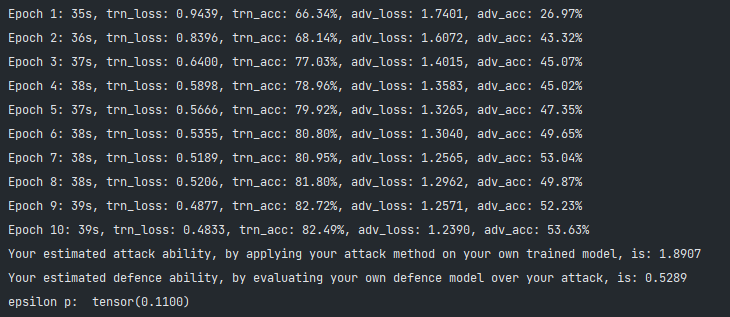 Epoch 1: 35s, trn_loss: 0.9439, trn_acc: 66.34%, adv_loss: 1.7401, adv_acc: 26.97%
Epoch 2: 36s, trn_loss: 0.8396, trn_acc: 68.14%, adv_loss: 1.6072, adv_acc: 43.32%
Epoch 3: 37s, trn_loss: 0.6400, trn_acc: 77.03%, adv_loss: 1.4015, adv_acc: 45.07%
Epoch 4: 38s, trn_loss: 0.5898, trn_acc: 78.96%, adv_loss: 1.3583, adv_acc: 45.02%
Epoch 5: 37s, trn_loss: 0.5666, trn_acc: 79.92%, adv_loss: 1.3265, adv_acc: 47.35%
Epoch 6: 38s, trn_loss: 0.5355, trn_acc: 80.80%, adv_loss: 1.3040, adv_acc: 49.65%
Epoch 7: 38s, trn_loss: 0.5189, trn_acc: 80.95%, adv_loss: 1.2565, adv_acc: 53.04%
Epoch 8: 38s, trn_loss: 0.5206, trn_acc: 81.80%, adv_loss: 1.2962, adv_acc: 49.87%
Epoch 9: 39s, trn_loss: 0.4877, trn_acc: 82.72%, adv_loss: 1.2571, adv_acc: 52.23%
Epoch 10: 39s, trn_loss: 0.4833, trn_acc: 82.49%, adv_loss: 1.2390, adv_acc: 53.63%
Your estimated attack ability, by applying your attack method on your own trained model, is: 1.8907
Your estimated defence ability, by evaluating your own defence model over your attack, is: 0.5289
epsilon p:  tensor(0.1100)